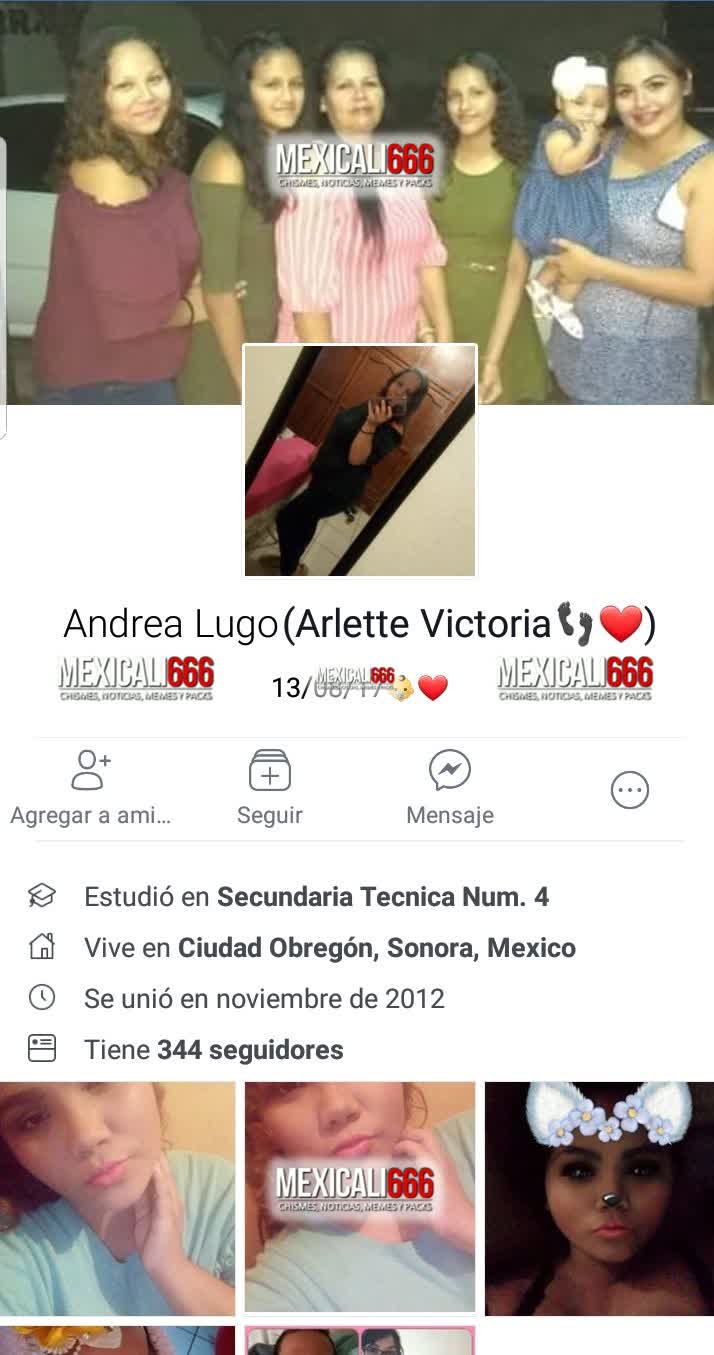 MEXICALI666
CHISMES, NOTICIAS, MEMES Y PACKS
Andrea Lugo(Arlette Victoria👣❤️)
MEXICALI666
CHISMES, NOTICIAS, MEMES Y PACKS
13/08/17👶❤️
MEXICALI666
MEXICALI666
CHISMES, NOTICIAS, MEMES Y PACKS
Agregar a ami...
Seguir
Mensaje
Estudió en Secundaria Tecnica Num. 4
Vive en Ciudad Obregón, Sonora, Mexico
Se unió en noviembre de 2012
Tiene 344 seguidores
MEXICALI666
CHISMES, NOTICIAS, MEMES Y PACKS